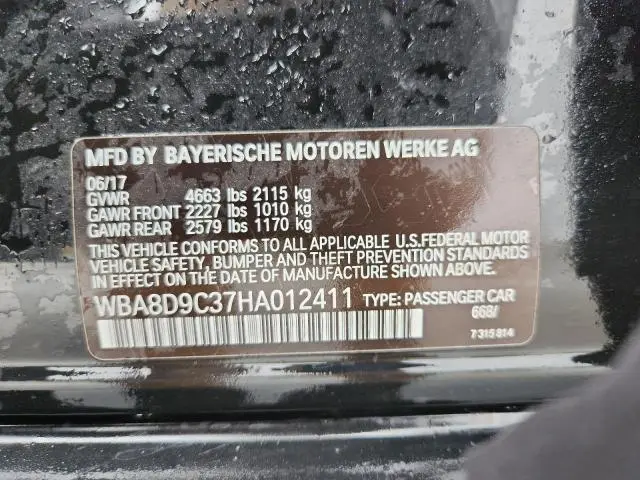 MFD BY BAYERISCHE MOTOREN WERKE AG
06/17
GVWR 4663 lbs 2115 kg
GAWR FRONT 2227 lbs 1010 kg
GAWR REAR 2579 lbs 1170 kg
THIS VEHICLE CONFORMS TO ALL APPLICABLE U.S.FEDERAL MOTOR
VEHICLE SAFETY, BUMPER AND THEFT PREVENTION STANDARDS
IN EFFECT ON THE DATE OF MANUFACTURE SHOWN ABOVE.
WBA8D9C37HA012411 TYPE: PASSENGER CAR
668/
7315814